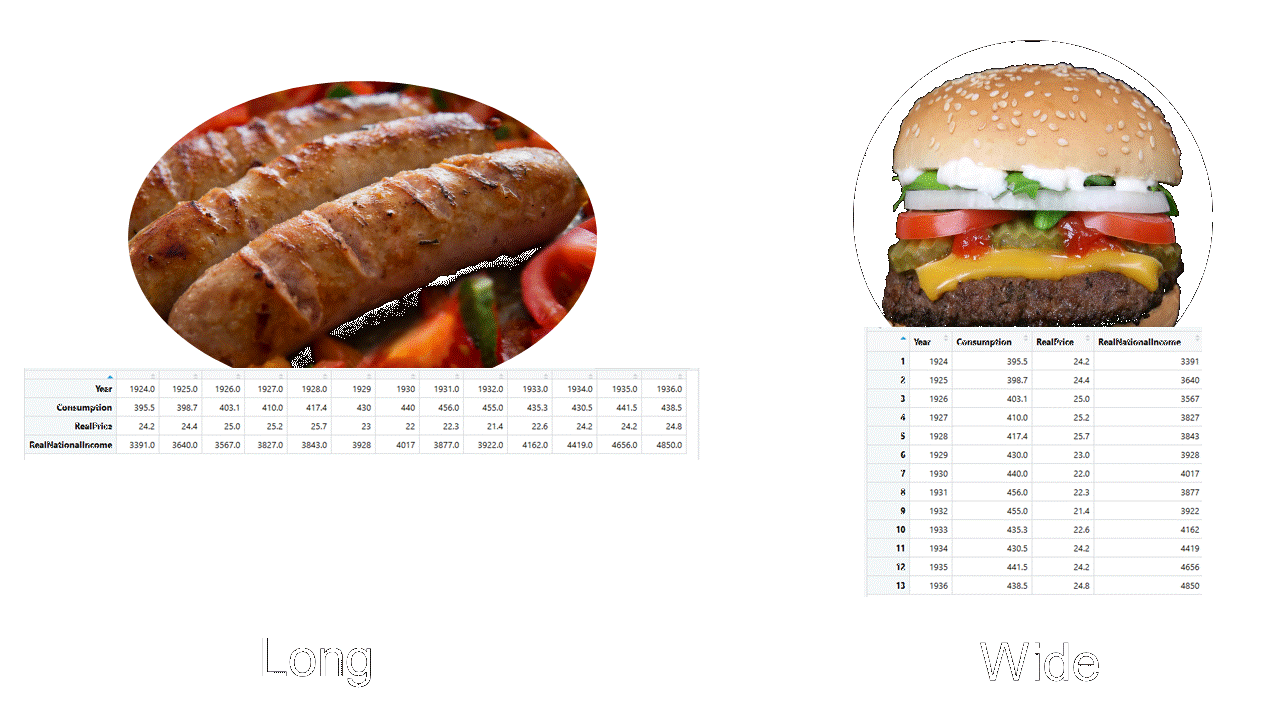 Year 1924.0 1925.0 1926.0 1927.0 1928.0 1929 1930 1931.0 1932.0 1933.0 1934.0 1935.0 1936.0
Consumption 395.5 398.7 403.1 410.0 417.4 430 440 456.0 455.0 435.3 430.5 441.5 438.5
RealPrice 24.2 24.4 25.0 25.2 25.7 23 22 22.3 21.4 22.6 24.2 24.2 24.8
RealNationalIncome 3391.0 3640.0 3567.0 3827.0 3843.0 3928 4017 3877.0 3922.0 4162.0 4419.0 4656.0 4850.0
Long
Year Consumption RealPrice RealNationalIncome
1 1924 395.5 24.2 3391
2 1925 398.7 24.4 3640
3 1926 403.1 25.0 3567
4 1927 410.0 25.2 3827
5 1928 417.4 25.7 3843
6 1929 430.0 23.0 3928
7 1930 440.0 22.0 4017
8 1931 456.0 22.3 3877
9 1932 455.0 21.4 3922
10 1933 435.3 22.6 4162
11 1934 430.5 24.2 4419
12 1935 441.5 24.2 4656
13 1936 438.5 24.8 4850
Wide